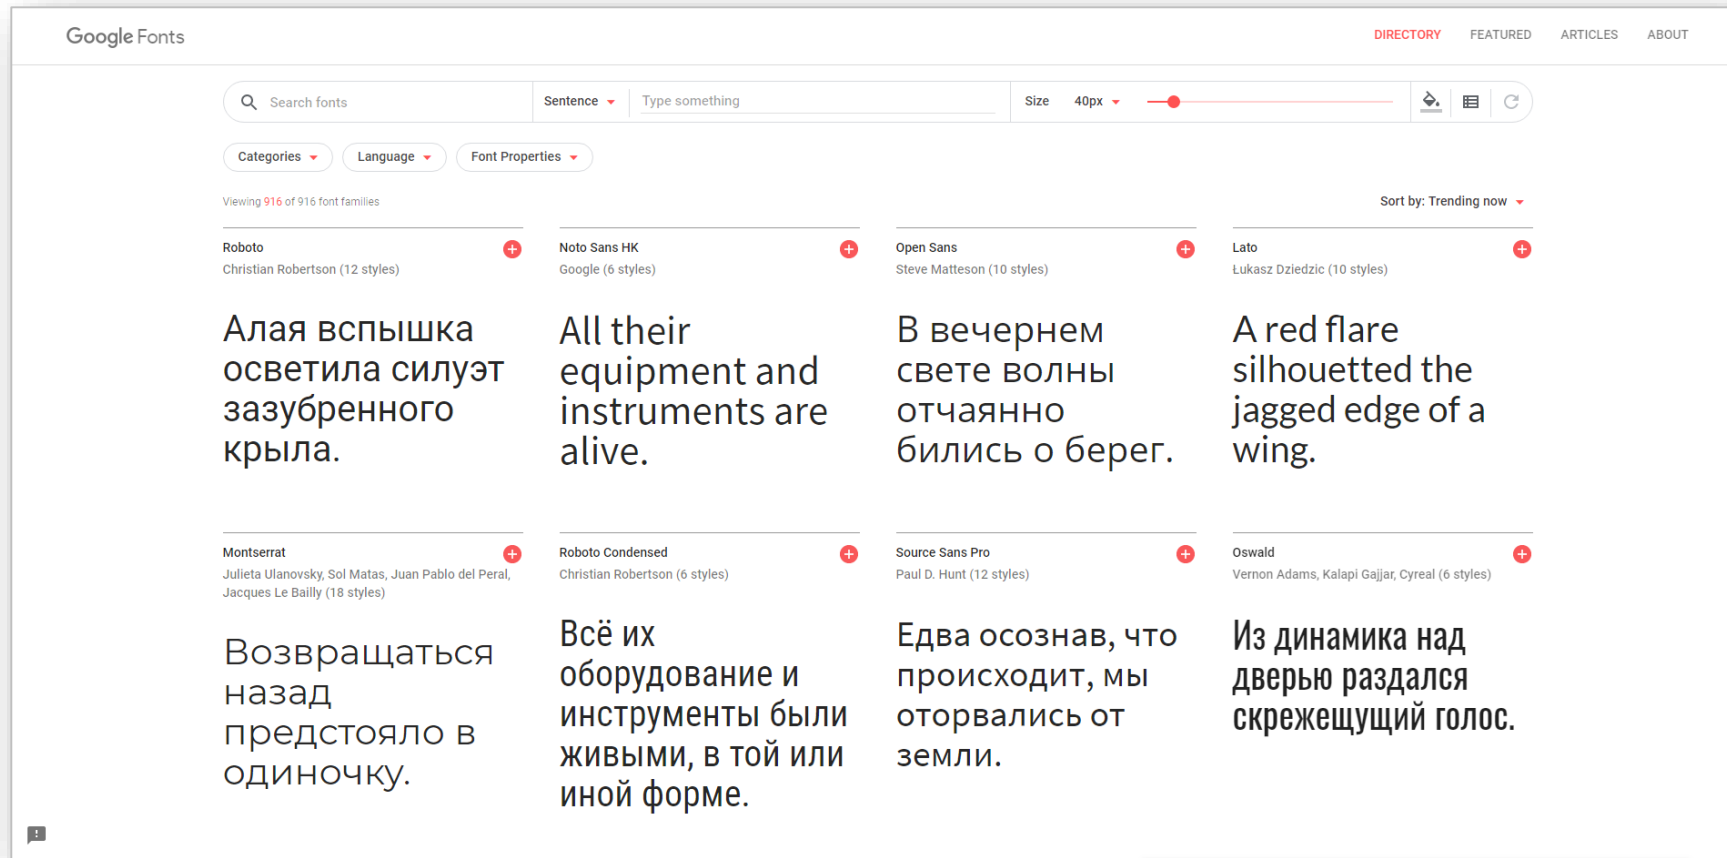 Google Fonts
DIRECTORY FEATURED ARTICLES ABOUT
Search fonts Sentence Type something Size 40px
Categories Language Font Properties
Viewing 916 of 916 font families
Sort by: Trending now
Roboto
Christian Robertson (12 styles)
Алая вспышка
осветила силуэт
зазубренного
крыла.
Noto Sans HK
Google (6 styles)
All their
equipment and
instruments are
alive.
Open Sans
Steve Matteson (10 styles)
В вечернем
свете волны
отчаянно
бились о берег.
Lato
Łukasz Dziedzic (10 styles)
A red flare
silhouetted the
jagged edge of a
wing.
Montserrat
Julieta Ulanovsky, Sol Matas, Juan Pablo del Peral,
Jacques Le Bailly (18 styles)
Возвращаться
назад
предстояло в
одиночку.
Roboto Condensed
Christian Robertson (6 styles)
Всё их
оборудование и
инструменты были
живыми, в той или
иной форме.
Source Sans Pro
Paul D. Hunt (12 styles)
Едва осознав, что
происходит, мы
оторвались от
земли.
Oswald
Vernon Adams, Kalapi Gajjar, Cyreal (6 styles)
Из динамика над
дверью раздался
скрежещущий голос.